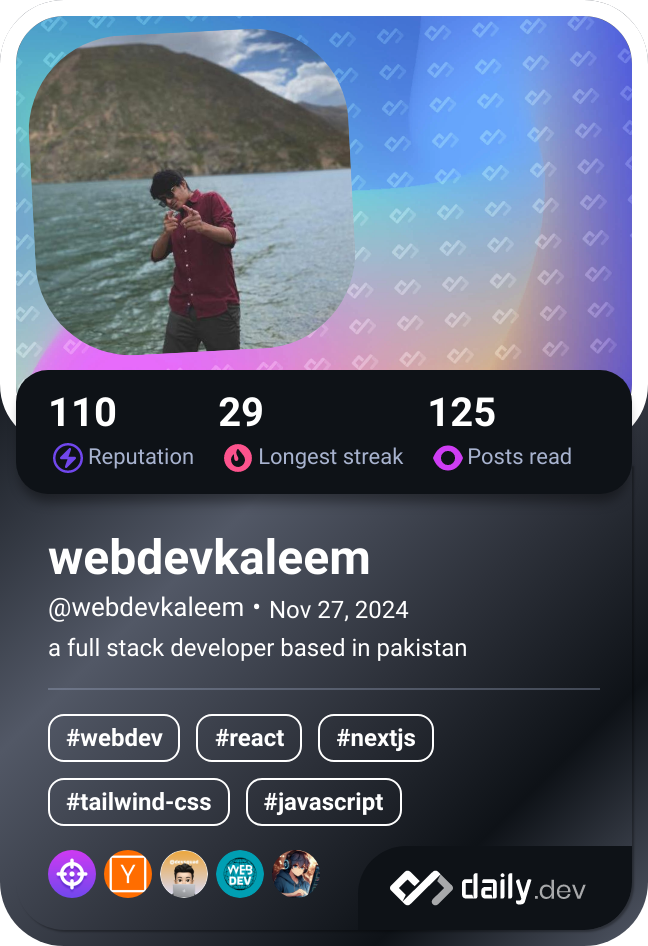 110 29 125
Reputation Longest streak Posts read
webdevkaleem
@webdevkaleem • Nov 27, 2024
a full stack developer based in pakistan
#webdev #react #nextjs
#tailwind-css #javascript
Y WEB
DEV
daily.dev